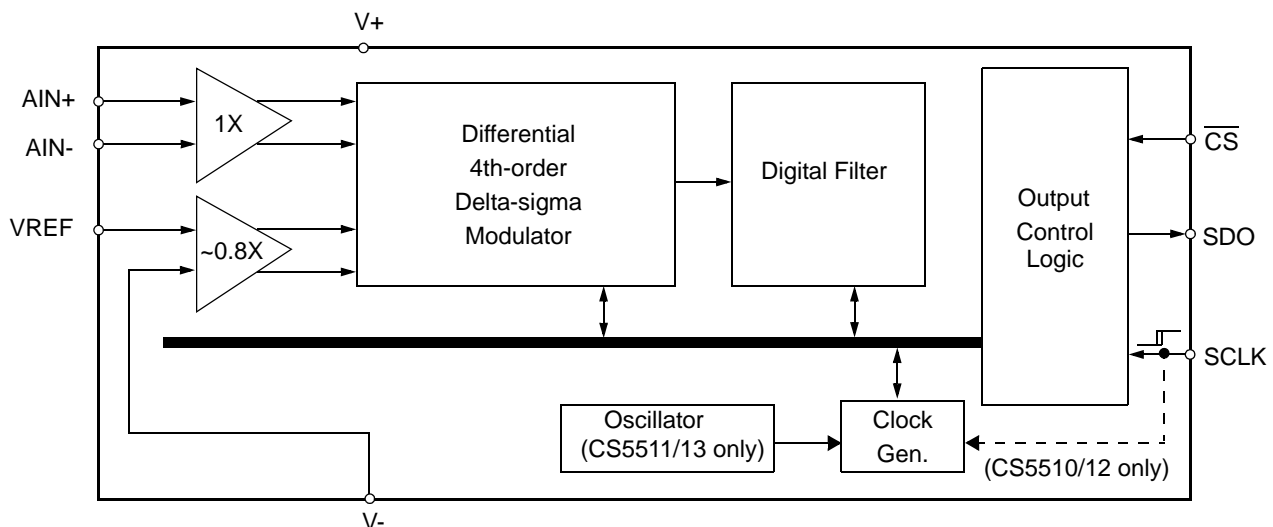 V+
AIN+
AIN-
VREF
1X
~0.8X
Differential
4th-order
Delta-sigma
Modulator
Digital Filter
Output
Control
Logic
CS
SDO
SCLK
Oscillator
(CS5511/13 only)
Clock
Gen.
(CS5510/12 only)
V-